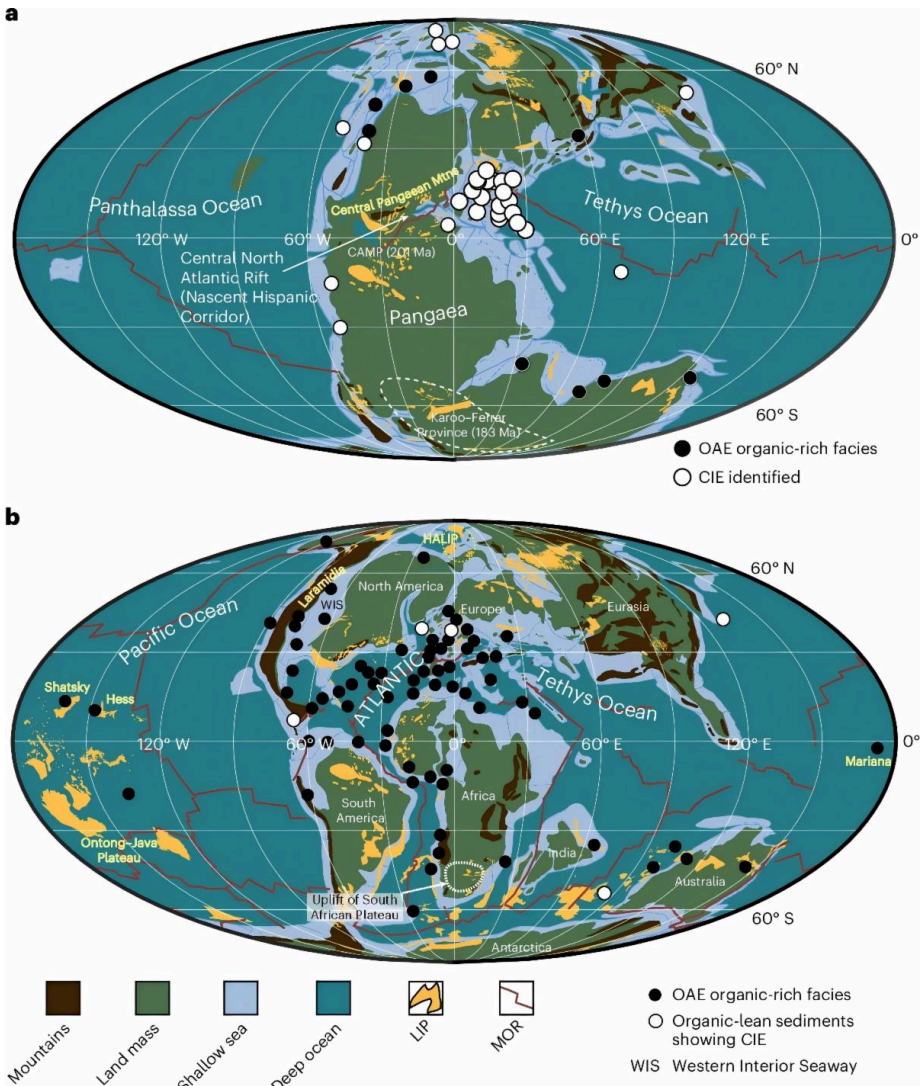 a
60° N
Panthalassa Ocean
Central Pangaean Mtns
Tethys Ocean
120° W
60° W
0°
60° E
120° E
0°
CAMP (201 Ma)
Central North
Atlantic Rift
(Nascent Hispanic
Corridor)
Pangaea
Karoo–Ferrar
Province (183 Ma)
60° S
OAE organic-rich facies
CIE identified
b
HALIP
60° N
Laramidia
North America
WIS
Europe
Eurasia
Pacific Ocean
ATLANTIC
Tethys Ocean
Shatsky
Hess
120° W
60° W
0°
60° E
120° E
0°
Mariana
South
America
Africa
India
Ontong–Java
Plateau
Australia
Uplift of South
African Plateau
60° S
Antarctica
Mountains
Land mass
Shallow sea
Deep ocean
LIP
MOR
OAE organic-rich facies
Organic-lean sediments
showing CIE
WIS Western Interior Seaway